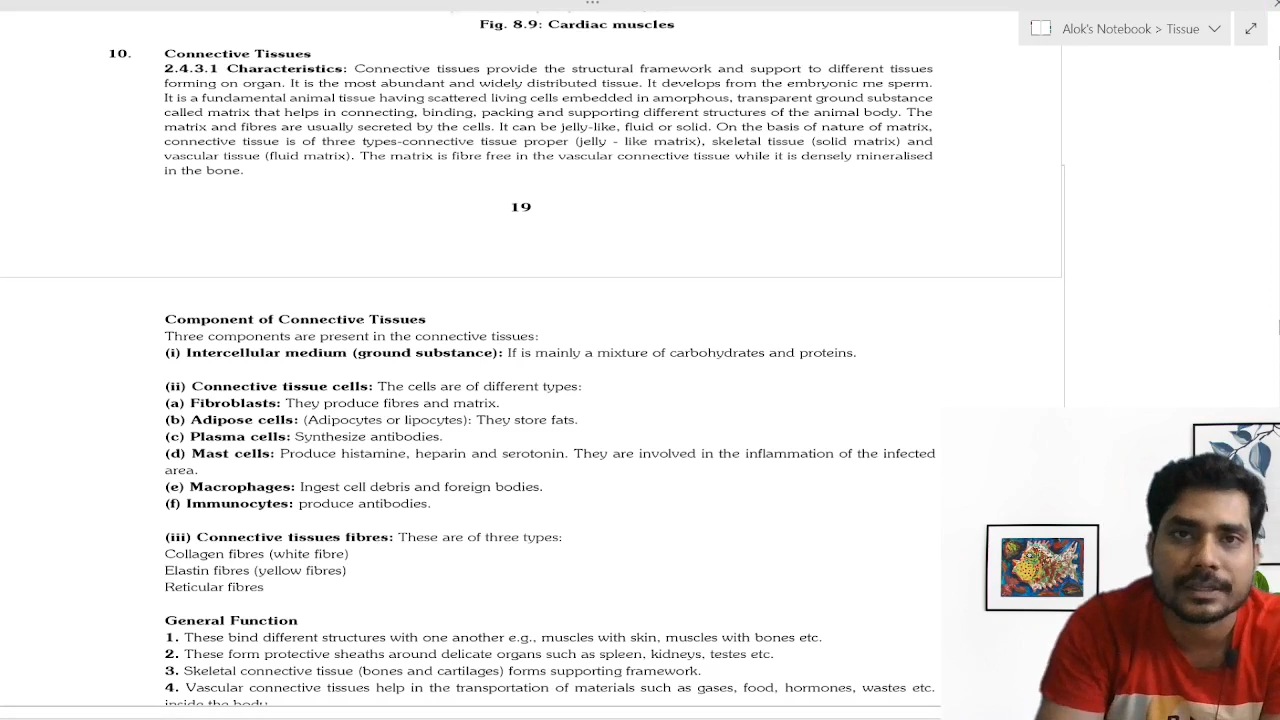 Fig. 8.9: Cardiac muscles
Alok's Notebook > Tissue
10. Connective Tissues
2.4.3.1 Characteristics: Connective tissues provide the structural framework and support to different tissues
forming on organ. It is the most abundant and widely distributed tissue. It develops from the embryonic me sperm.
It is a fundamental animal tissue having scattered living cells embedded in amorphous, transparent ground substance
called matrix that helps in connecting, binding, packing and supporting different structures of the animal body. The
matrix and fibres are usually secreted by the cells. It can be jelly-like, fluid or solid. On the basis of nature of matrix,
connective tissue is of three types-connective tissue proper (jelly - like matrix), skeletal tissue (solid matrix) and
vascular tissue (fluid matrix). The matrix is fibre free in the vascular connective tissue while it is densely mineralised
in the bone.
19
Component of Connective Tissues
Three components are present in the connective tissues:
(i) Intercellular medium (ground substance): If is mainly a mixture of carbohydrates and proteins.
(ii) Connective tissue cells: The cells are of different types:
(a) Fibroblasts: They produce fibres and matrix.
(b) Adipose cells: (Adipocytes or lipocytes): They store fats.
(c) Plasma cells: Synthesize antibodies.
(d) Mast cells: Produce histamine, heparin and serotonin. They are involved in the inflammation of the infected
area.
(e) Macrophages: Ingest cell debris and foreign bodies.
(f) Immunocytes: produce antibodies.
(iii) Connective tissues fibres: These are of three types:
Collagen fibres (white fibre)
Elastin fibres (yellow fibres)
Reticular fibres
General Function
1. These bind different structures with one another e.g., muscles with skin, muscles with bones etc.
2. These form protective sheaths around delicate organs such as spleen, kidneys, testes etc.
3. Skeletal connective tissue (bones and cartilages) forms supporting framework.
4. Vascular connective tissues help in the transportation of materials such as gases, food, hormones, wastes etc.
inside the body